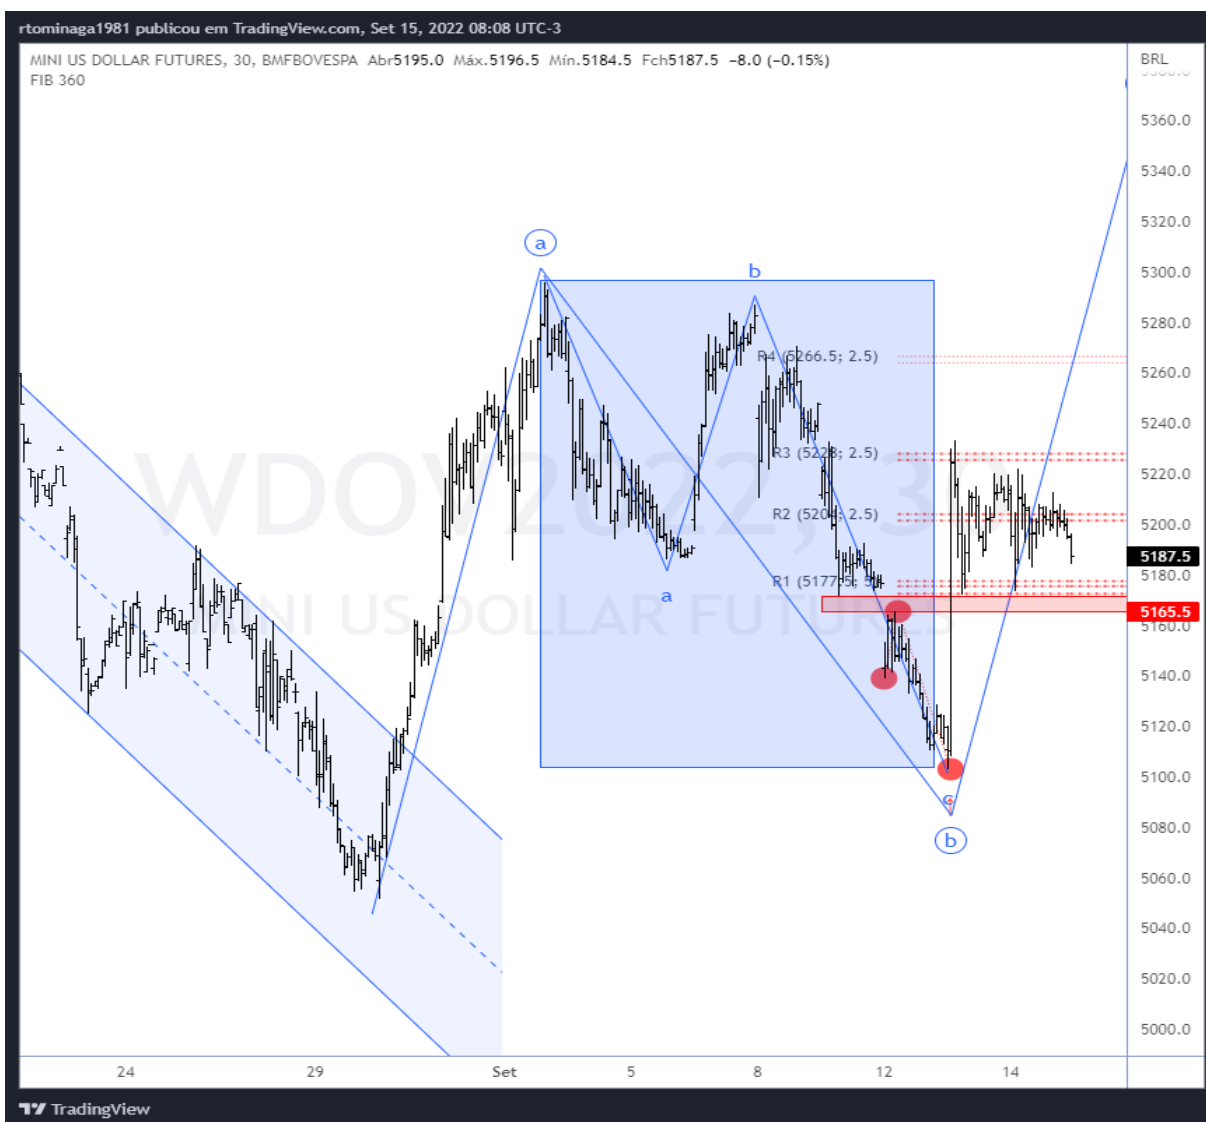 rtominaga1981 publicou em TradingView.com, Set 15, 2022 08:08 UTC-3
MINI US DOLLAR FUTURES, 30, BMFBOVESPA Abr5195.0 Máx.5196.5 Mín.5184.5 Fch5187.5 −8.0 (−0.15%)
BRL
FIB 360
5360.0
5340.0
5320.0
a
5300.0
b
5280.0
R4 (5266.5; 2.5)
5260.0
5240.0
R3 (5228; 2.5)
WDOV2022, 30
5220.0
R2 (5204; 2.5)
5200.0
5187.5
5180.0
R1 (5177.5; 5)
a
MINI US DOLLAR FUTURES
5165.5
5160.0
5140.0
5120.0
5100.0
c
5080.0
b
5060.0
5040.0
5020.0
5000.0
24 29 Set 5 8 12 14
TradingView